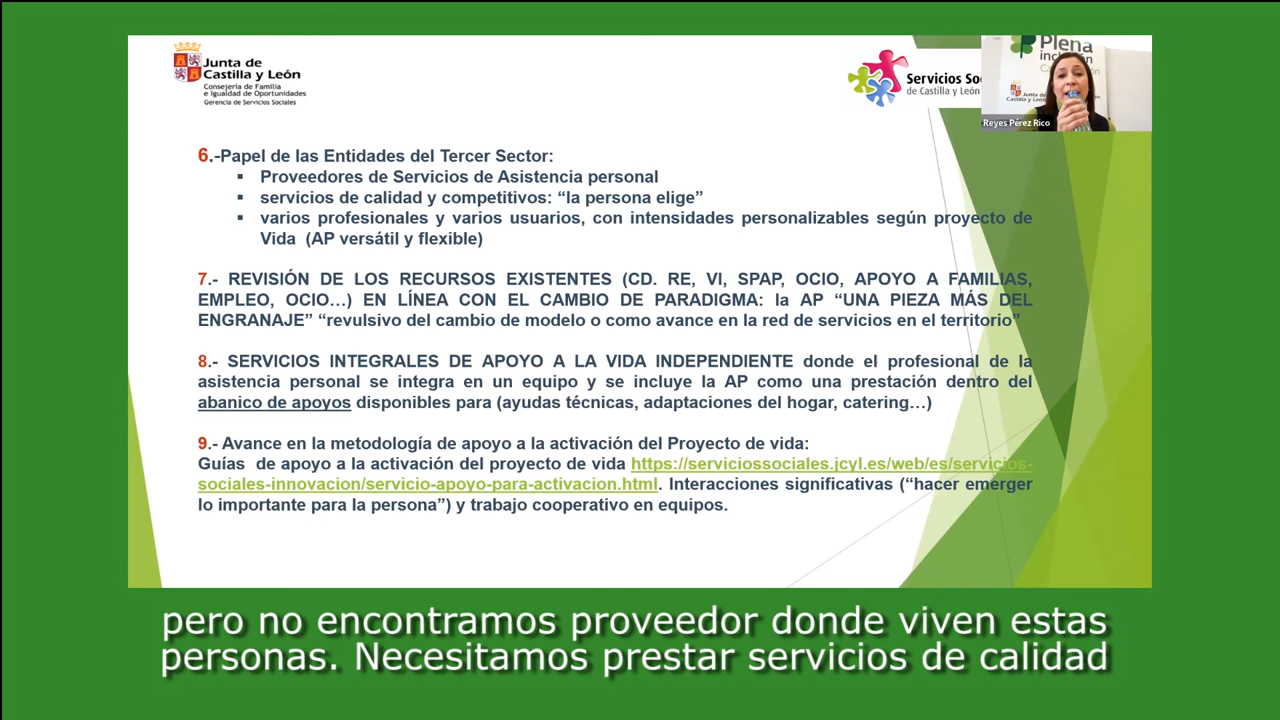 Junta de
Castilla y León
Consejería de Familia
e Igualdad de Oportunidades
Gerencia de Servicios Sociales
Servicios
de Castilla y León
Plena
Junta de
Castilla y León
Reyes Pérez Rico
6.-Papel de las Entidades del Tercer Sector:
▪ Proveedores de Servicios de Asistencia personal
▪ servicios de calidad y competitivos: “la persona elige”
▪ varios profesionales y varios usuarios, con intensidades personalizables según proyecto de
Vida (AP versátil y flexible)
7.- REVISIÓN DE LOS RECURSOS EXISTENTES (CD. RE, VI, SPAP, OCIO, APOYO A FAMILIAS,
EMPLEO, OCIO…) EN LÍNEA CON EL CAMBIO DE PARADIGMA: la AP “UNA PIEZA MÁS DEL
ENGRANAJE” “revulsivo del cambio de modelo o como avance en la red de servicios en el territorio”
8.- SERVICIOS INTEGRALES DE APOYO A LA VIDA INDEPENDIENTE donde el profesional de la
asistencia personal se integra en un equipo y se incluye la AP como una prestación dentro del
abanico de apoyos disponibles para (ayudas técnicas, adaptaciones del hogar, catering…)
9.- Avance en la metodología de apoyo a la activación del Proyecto de vida:
Guías de apoyo a la activación del proyecto de vida https://serviciossociales.jcyl.es/web/es/servicios-
sociales-innovacion/servicio-apoyo-para-activacion.html. Interacciones significativas (“hacer emerger
lo importante para la persona”) y trabajo cooperativo en equipos.
pero no encontramos proveedor donde viven estas
personas. Necesitamos prestar servicios de calidad